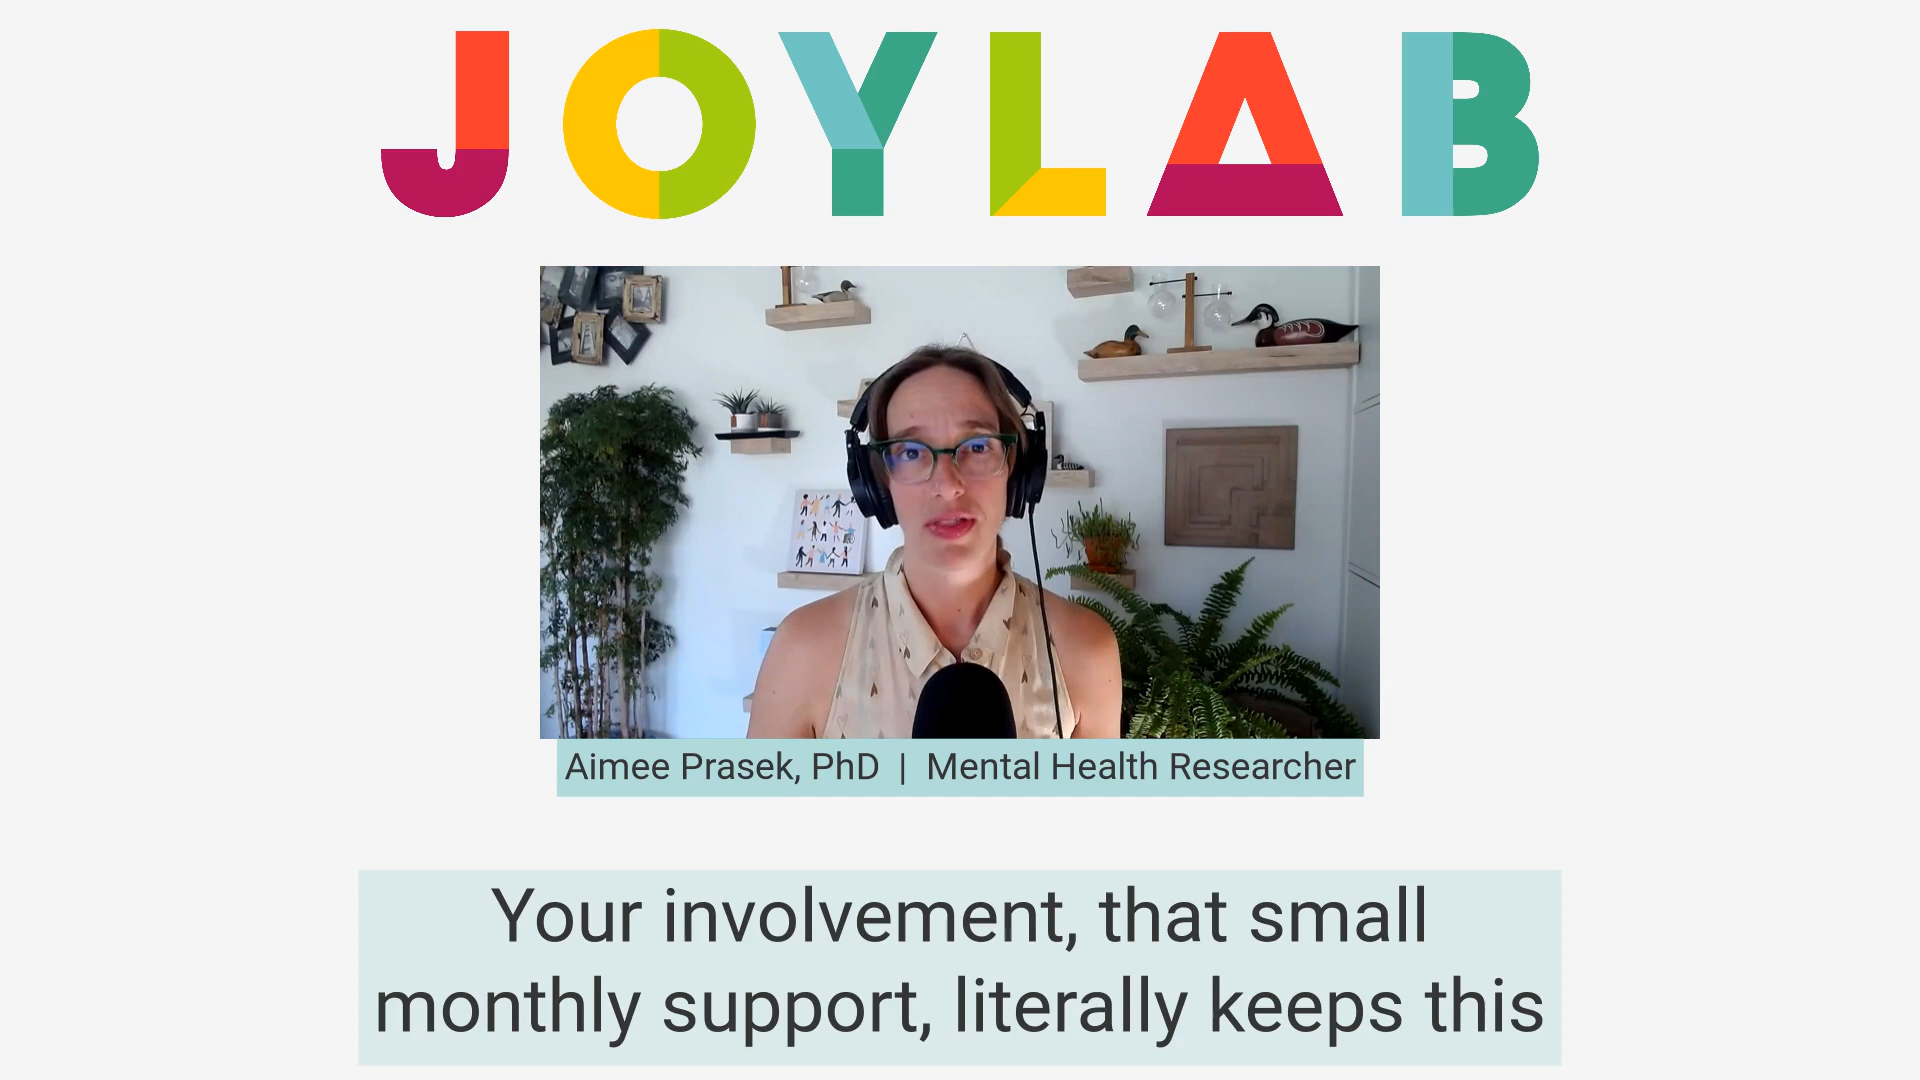 JOYLAB
Aimee Prasek, PhD | Mental Health Researcher
Your involvement, that small
monthly support, literally keeps this